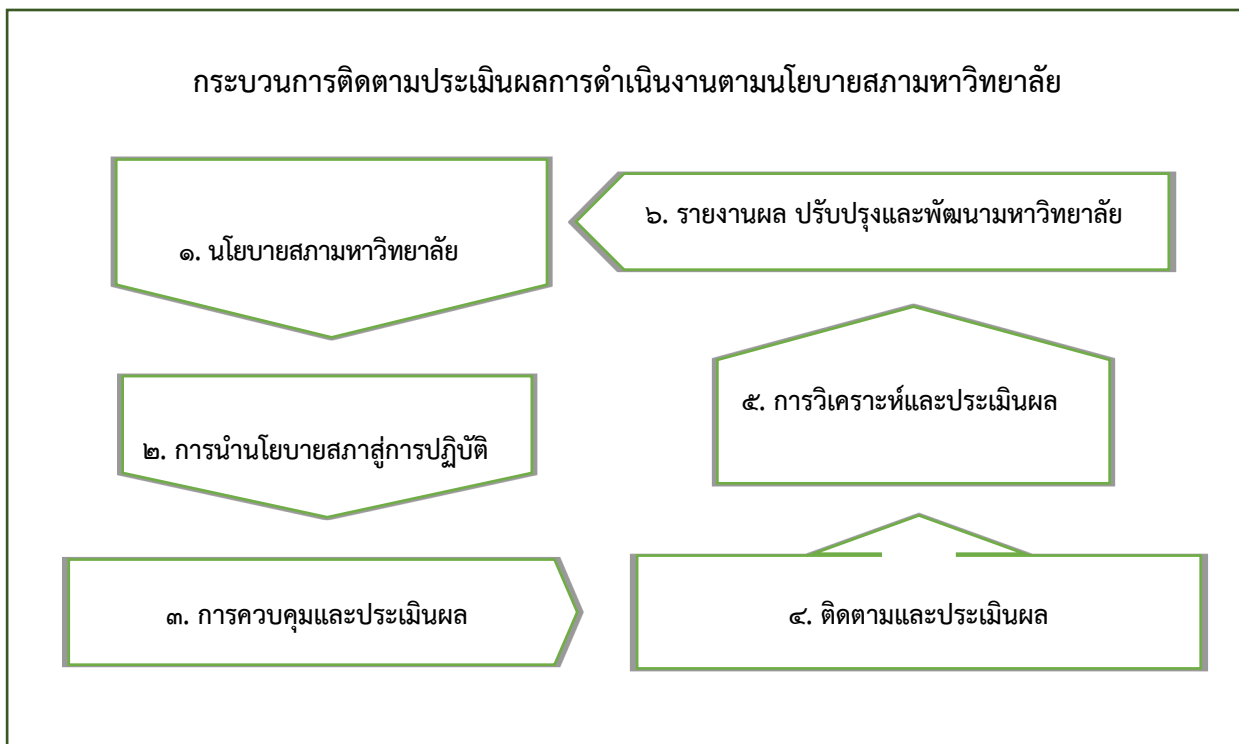 กระบวนการติดตามประเมินผลการดำเนินงานตามนโยบายสภามหาวิทยาลัย
๑. นโยบายสภามหาวิทยาลัย
๒. การนำนโยบายสภาสู่การปฏิบัติ
๓. การควบคุมและประเมินผล
๔. ติดตามและประเมินผล
๕. การวิเคราะห์และประเมินผล
๖. รายงานผล ปรับปรุงและพัฒนามหาวิทยาลัย